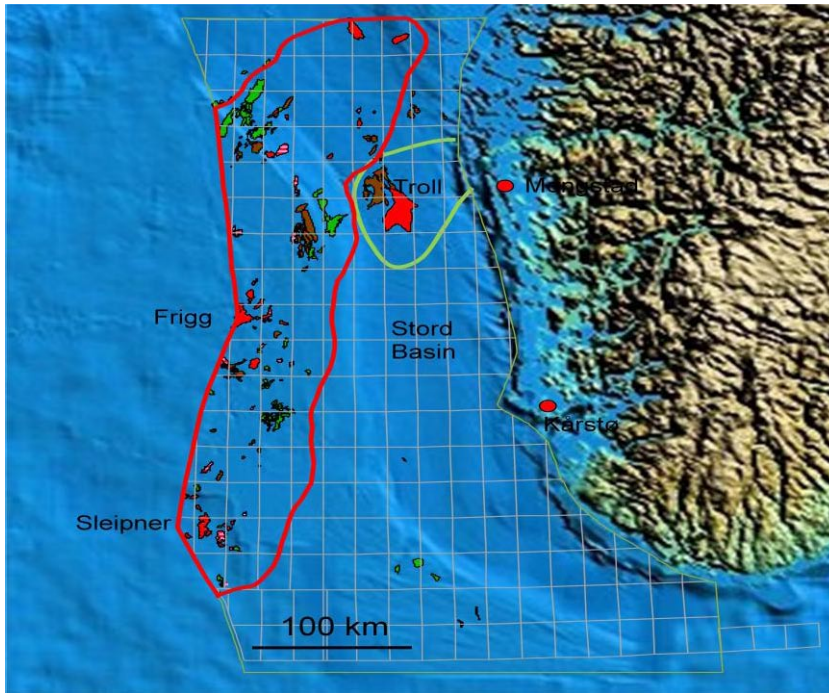 Troll
Mongstad
Frigg
Stord
Basin
Kårstø
Sleipner
100 km